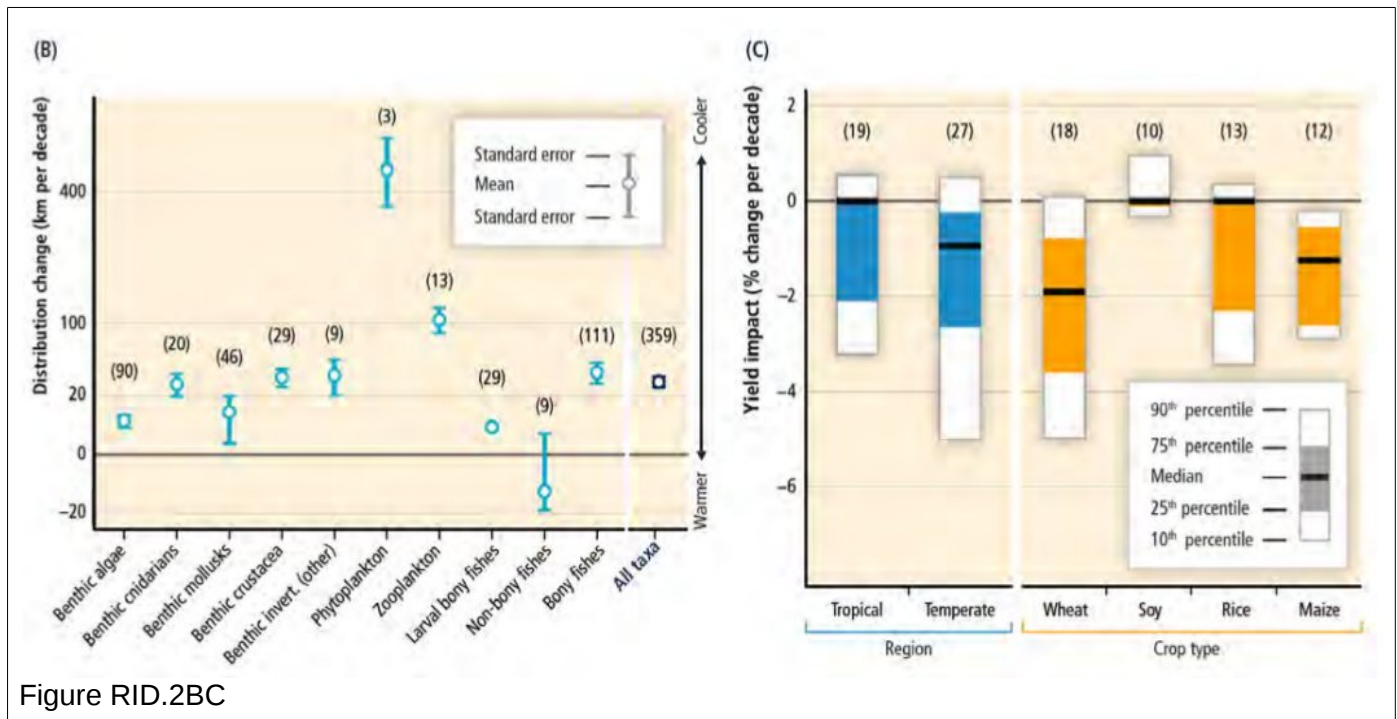 (B)
Distribution change (km per decade)
400
100
20
0
–20
(90)
(20)
(46)
(29)
(9)
(3)
(13)
(29)
(9)
(111)
(359)
Standard error
Mean
Standard error
Cooler
Warmer
Benthic algae
Benthic cnidarians
Benthic mollusks
Benthic crustacea
Benthic invert. (other)
Phytoplankton
Zooplankton
Larval bony fishes
Non-bony fishes
Bony fishes
All taxa
(C)
Yield impact (% change per decade)
2
0
–2
–4
–6
(19)
(27)
(18)
(10)
(13)
(12)
90th percentile
75th percentile
Median
25th percentile
10th percentile
Tropical
Temperate
Wheat
Soy
Rice
Maize
Region
Crop type
Figure RID.2BC